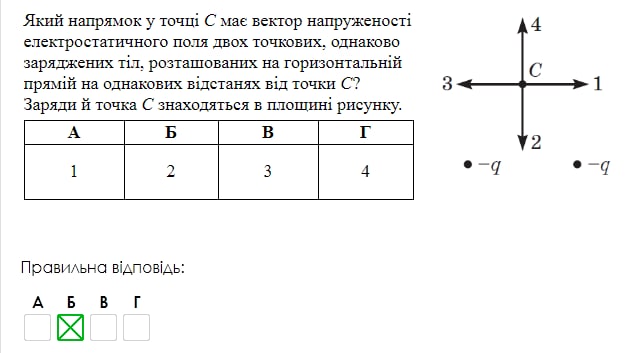 Який напрямок у точці C має вектор напруженості
електростатичного поля двох точкових, однаково
заряджених тіл, розташованих на горизонтальній
прямій на однакових відстанях від точки C?
Заряди й точка C знаходяться в площині рисунку.
А Б В Г
1 2 3 4
4
C
3 1
2
−q −q
Правильна відповідь:
А Б В Г